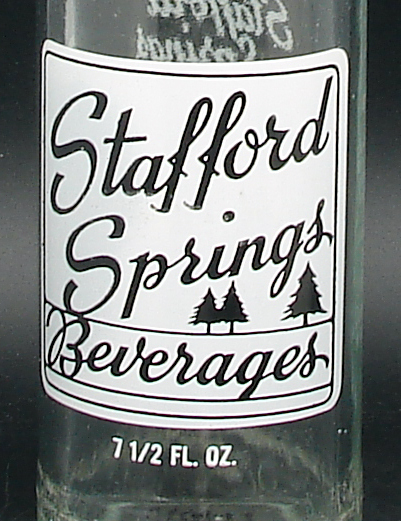 Stafford
Springs
Beverages
7 1/2 FL. OZ.